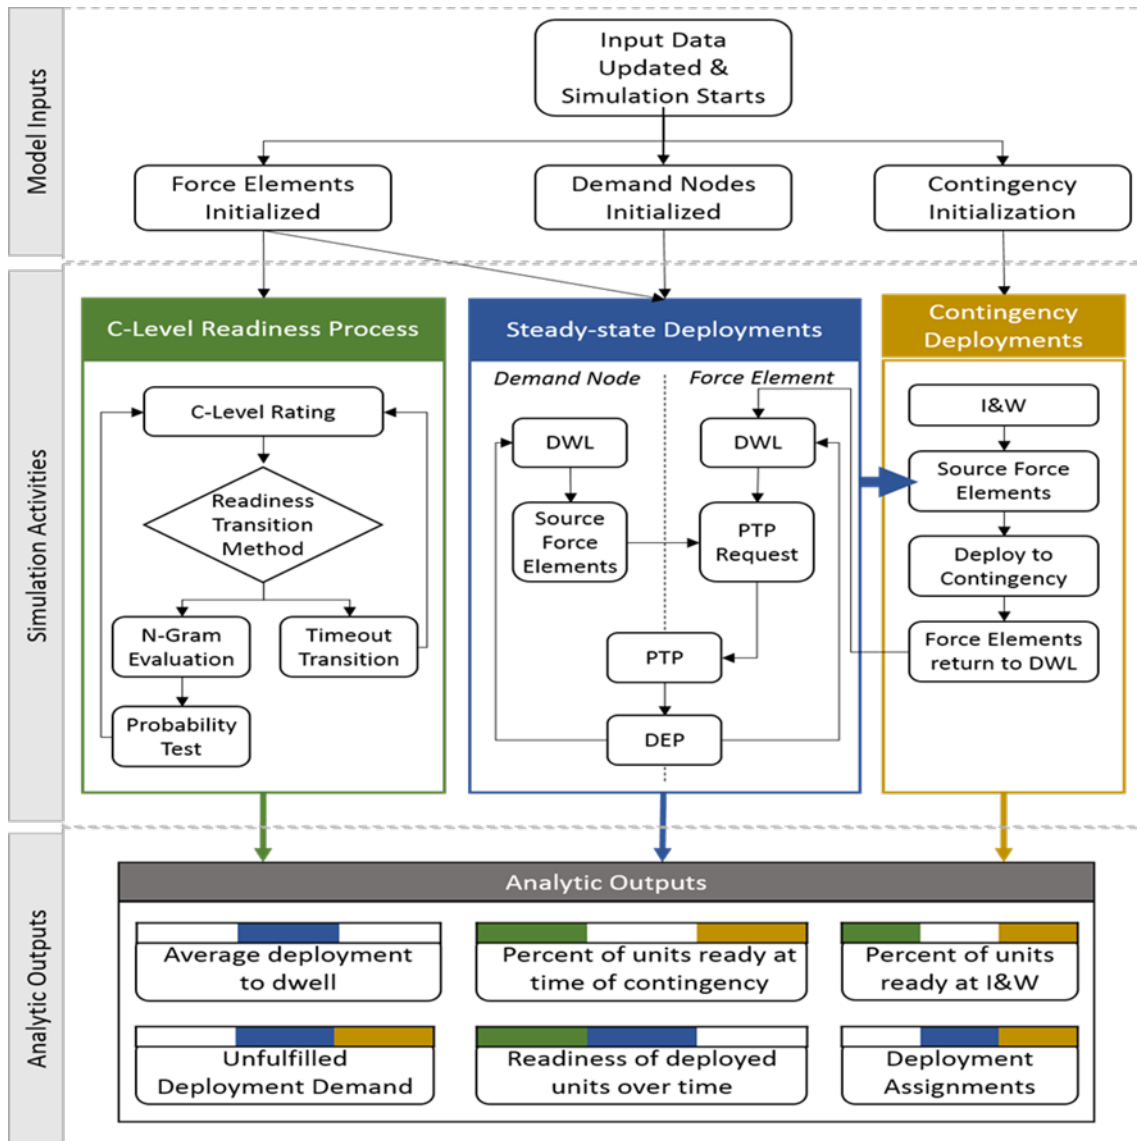 Model Inputs
Input Data
Updated &
Simulation Starts
Force Elements
Initialized
Demand Nodes
Initialized
Contingency
Initialization
Simulation Activities
C-Level Readiness Process
C-Level Rating
Readiness
Transition
Method
N-Gram
Evaluation
Timeout
Transition
Probability
Test
Steady-state Deployments
Demand Node
Force Element
DWL
DWL
Source
Force
Elements
PTP
Request
PTP
DEP
Contingency
Deployments
I&W
Source Force
Elements
Deploy to
Contingency
Force Elements
return to DWL
Analytic Outputs
Analytic Outputs
Average deployment
to dwell
Percent of units ready at
time of contingency
Percent of units
ready at I&W
Unfulfilled
Deployment Demand
Readiness of deployed
units over time
Deployment
Assignments